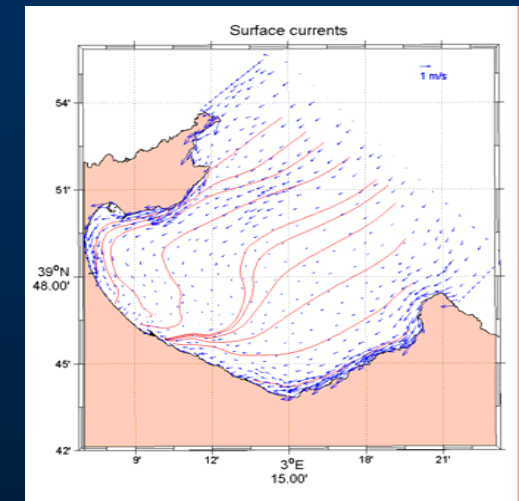 Surface currents
1 m/s
54'
51'
39°N
48.00'
45'
42'
9'
12'
3°E
15.00'
18'
21'